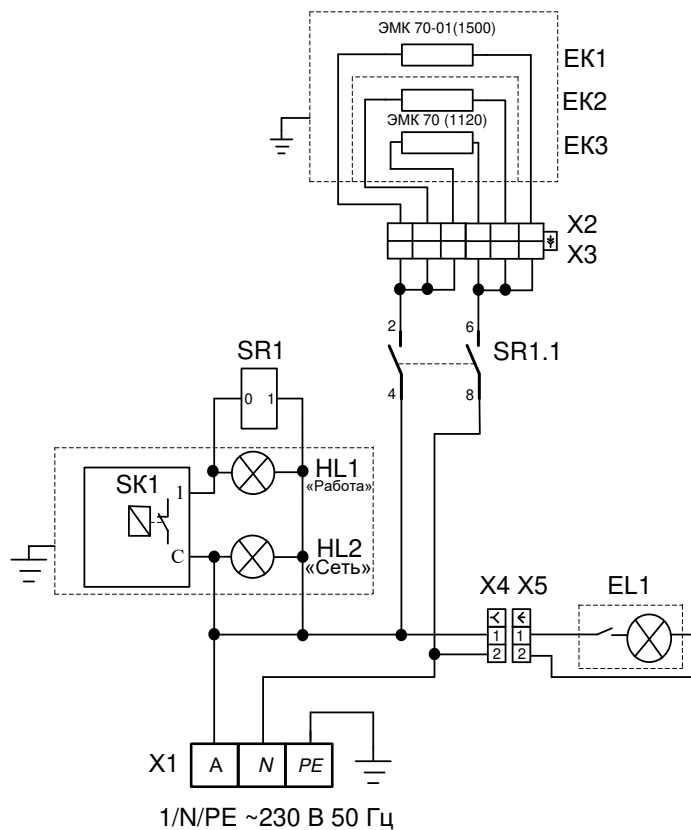 ЭМК 70-01(1500)
EK1
EK2
ЭМК 70 (1120)
EK3
X2
X3
2
6
SR1.1
4
8
SR1
0
1
HL1
«Работа»
SK1
1
C
HL2
«Сеть»
X4
X5
EL1
1
1
2
2
X1
A
N
PE
1/N/PE ~230 В 50 Гц